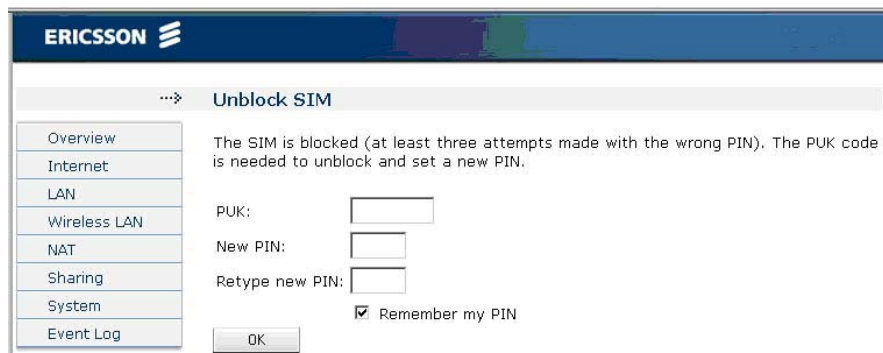 ERICSSON
Unblock SIM
Overview
Internet
LAN
Wireless LAN
NAT
Sharing
System
Event Log
The SIM is blocked (at least three attempts made with the wrong PIN). The PUK code
is needed to unblock and set a new PIN.
PUK:
New PIN:
Retype new PIN:
Remember my PIN
OK